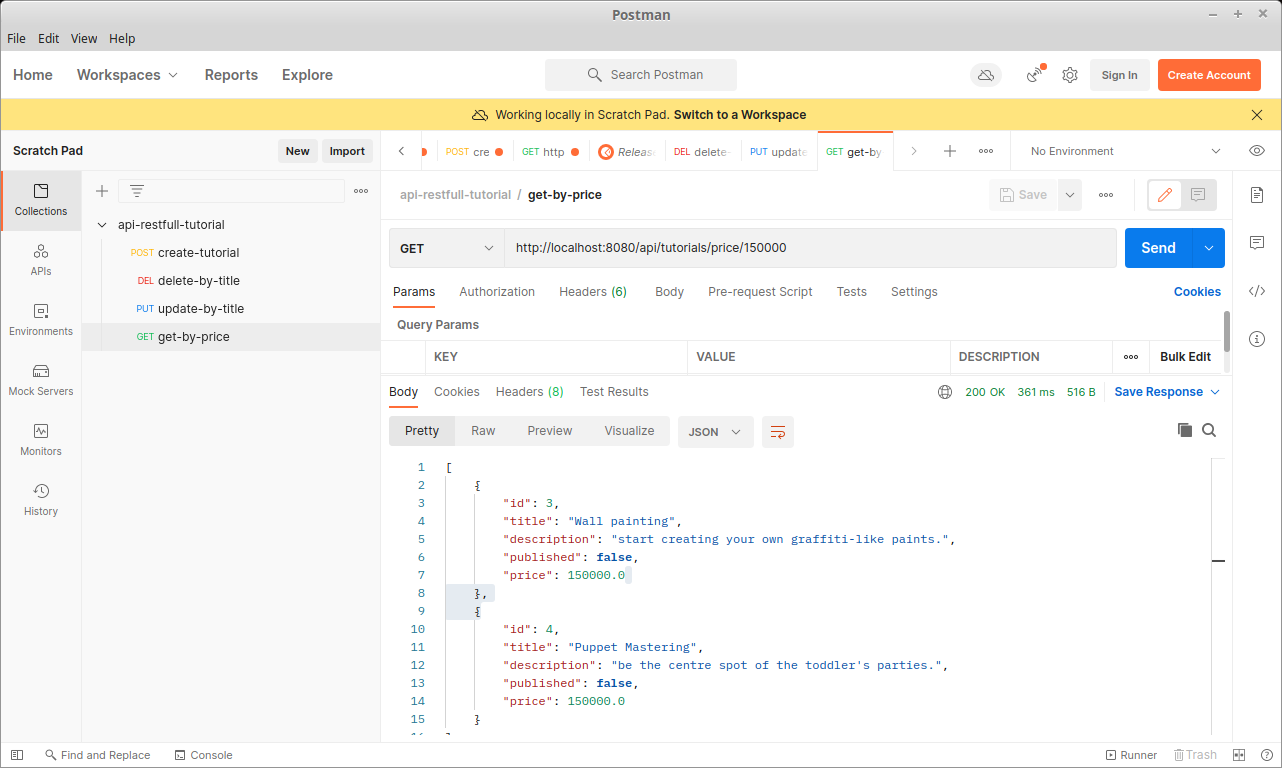 Postman
File Edit View Help
Home Workspaces Reports Explore Search Postman Sign In Create Account
Working locally in Scratch Pad. Switch to a Workspace
Scratch Pad New Import
POST cre GET http Release DEL delete- PUT update GET get-by No Environment
api-restfull-tutorial / get-by-price Save
Collections
APIs
Environments
Mock Servers
Monitors
History
api-restfull-tutorial
POST create-tutorial
DEL delete-by-title
PUT update-by-title
GET get-by-price
GET http://localhost:8080/api/tutorials/price/150000 Send
Params Authorization Headers (6) Body Pre-request Script Tests Settings Cookies
Query Params
KEY VALUE DESCRIPTION Bulk Edit
Body Cookies Headers (8) Test Results 200 OK 361 ms 516 B Save Response
Pretty Raw Preview Visualize JSON
1 [
2 {
3 "id": 3,
4 "title": "Wall painting",
5 "description": "start creating your own graffiti-like paints.",
6 "published": false,
7 "price": 150000.0
8 },
9 {
10 "id": 4,
11 "title": "Puppet Mastering",
12 "description": "be the centre spot of the toddler's parties.",
13 "published": false,
14 "price": 150000.0
15 }
Find and Replace Console Runner Trash